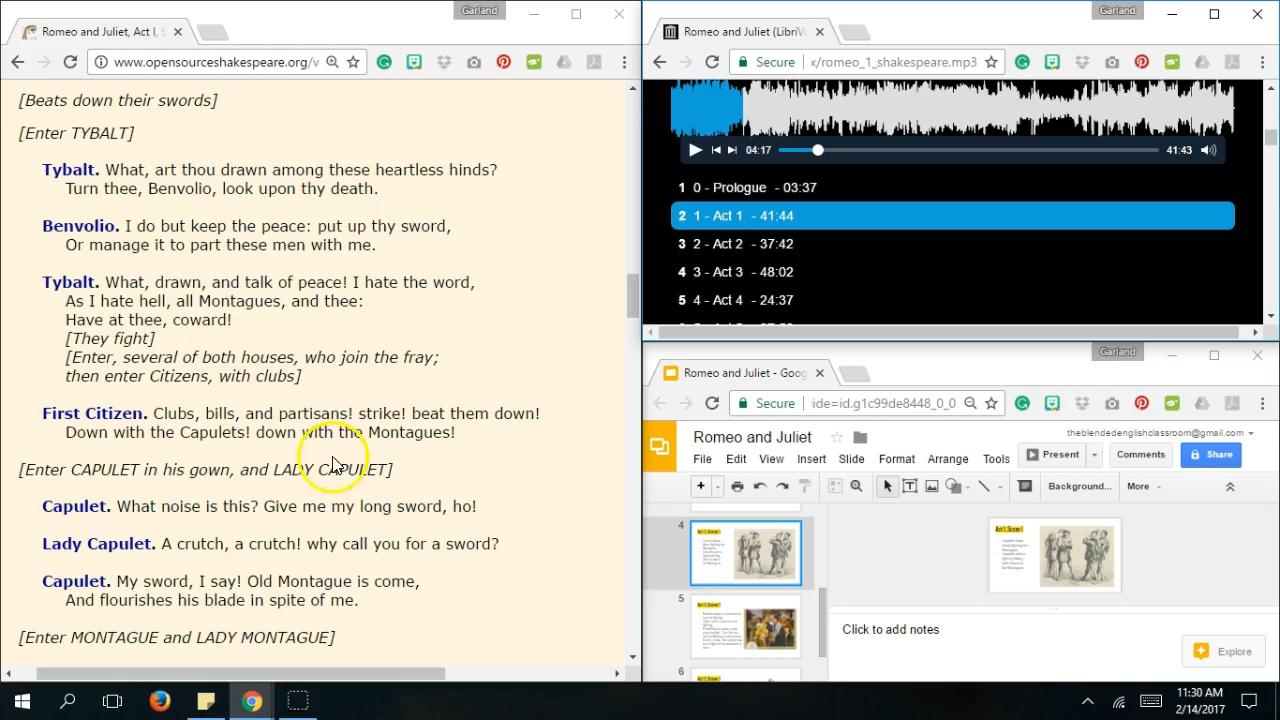 Garland
Romeo and Juliet, Act I, S
www.opensourceshakespeare.org/v
[Beats down their swords]
[Enter TYBALT]
Tybalt. What, art thou drawn among these heartless hinds?
Turn thee, Benvolio, look upon thy death.
Benvolio. I do but keep the peace: put up thy sword,
Or manage it to part these men with me.
Tybalt. What, drawn, and talk of peace! I hate the word,
As I hate hell, all Montagues, and thee:
Have at thee, coward!
[They fight]
[Enter, several of both houses, who join the fray;
then enter Citizens, with clubs]
First Citizen. Clubs, bills, and partisans! strike! beat them down!
Down with the Capulets! down with the Montagues!
[Enter CAPULET in his gown, and LADY CAPULET]
Capulet. What noise is this? Give me my long sword, ho!
Lady Capulet. A crutch, a crutch! why call you for a sword?
Capulet. My sword, I say! Old Montague is come,
And flourishes his blade in spite of me.
[Enter MONTAGUE and LADY MONTAGUE]
Garland
Romeo and Juliet (LibriVo
Secure x/romeo_1_shakespeare.mp3
04:17 41:43
1 0 - Prologue - 03:37
2 1 - Act 1 - 41:44
3 2 - Act 2 - 37:42
4 3 - Act 3 - 48:02
5 4 - Act 4 - 24:37
Garland
Romeo and Juliet - Goog
Secure ide=id.g1c99de8448_0_0
Romeo and Juliet
theblendedenglishclassroom@gmail.com
Present Comments Share
File Edit View Insert Slide Format Arrange Tools
Background... More
4
Act I, Scene I
5
Act I, Scene I
6
Act I, Scene I
Click to add notes
Explore
11:30 AM
2/14/2017